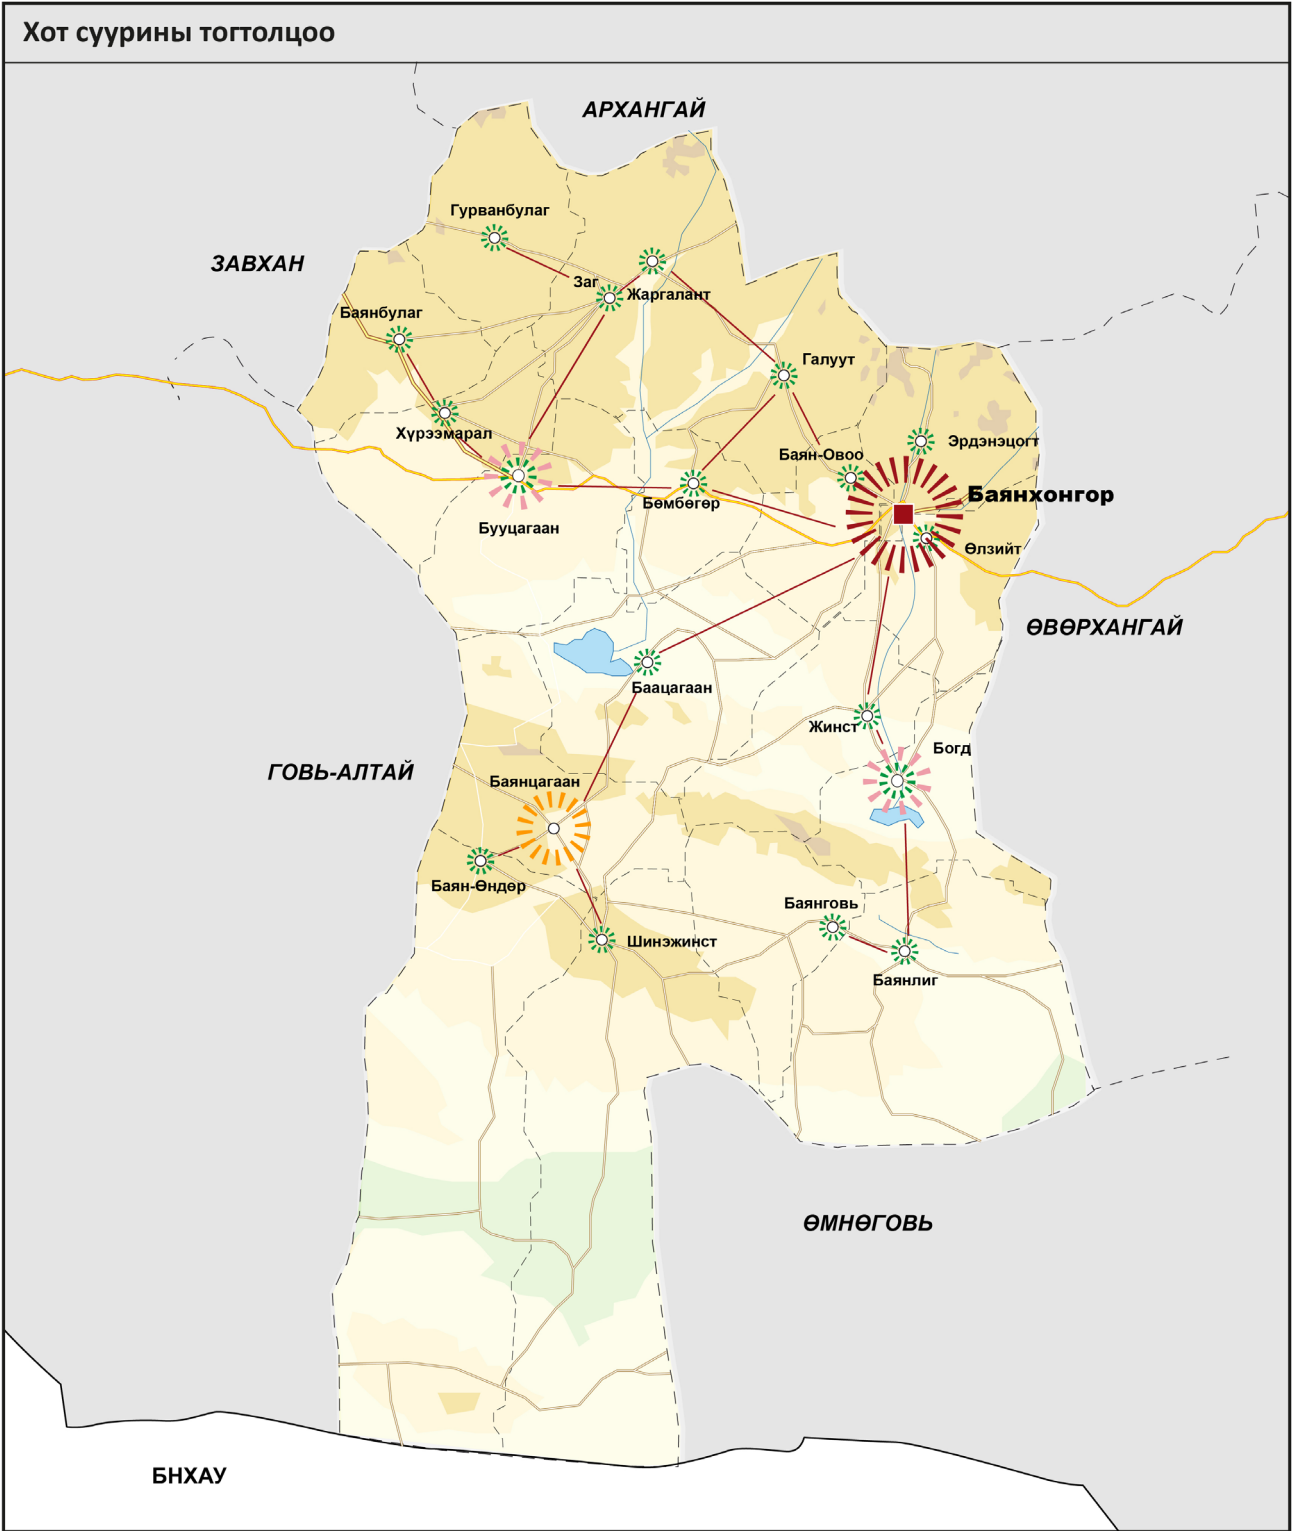 Хот суурины тогтолцоо
АРХАНГАЙ
Гурванбулаг
ЗАВХАН
Заг
Жаргалант
Баянбулаг
Галуут
Хүрээмарал
Эрдэнэцогт
Баян-Овоо
Баянхонгор
Бөмбөгөр
Бууцагаан
Өлзийт
ӨВӨРХАНГАЙ
Баацагаан
Жинст
Богд
ГОВЬ-АЛТАЙ
Баянцагаан
Баян-Өндөр
Баянговь
Шинэжинст
Баянлиг
ӨМНӨГОВЬ
БНХАУ